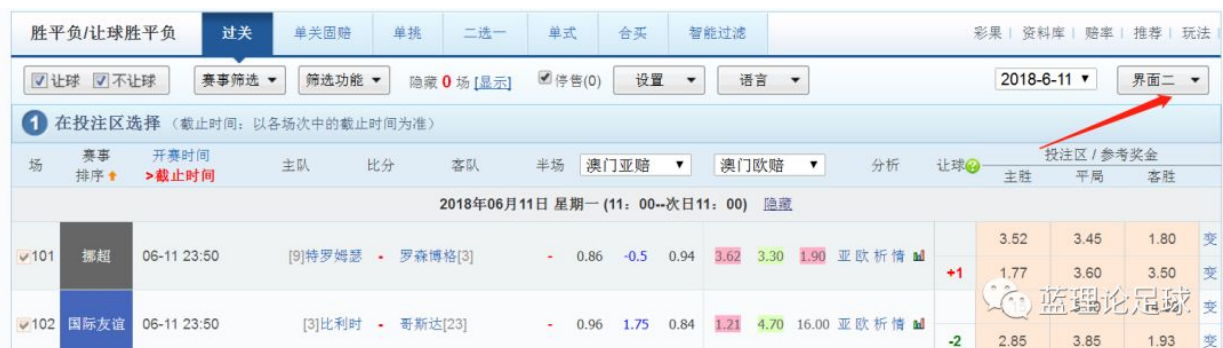 胜平负/让球胜平负 过关 单关固赔 单挑 二选一 单式 合买 智能过滤 彩果 | 资料库 | 赔率 | 推荐 | 玩法 |
让球 不让球 赛事筛选 筛选功能 隐藏 0 场 [显示] 停售(0) 设置 语言 2018-6-11 界面二
1 在投注区选择 (截止时间: 以各场次中的截止时间为准)
场 赛事 排序 开赛时间 >截止时间 主队 比分 客队 半场 澳门亚赔 澳门欧赔 分析 让球 投注区 / 参考奖金
主胜 平局 客胜
2018年06月11日 星期一 (11: 00--次日11: 00) 隐藏
101 挪超 06-11 23:50 [9]特罗姆瑟 - 罗森博格[3] - 0.86 -0.5 0.94 3.62 3.30 1.90 亚 欧 析 情 3.52 3.45 1.80 变
+1 1.77 3.60 3.50 变
102 国际友谊 06-11 23:50 [3]比利时 - 哥斯达[23] - 0.96 1.75 0.84 1.21 4.70 16.00 亚 欧 析 情 变
-2 2.85 3.85 1.93 变
蓝理论足球